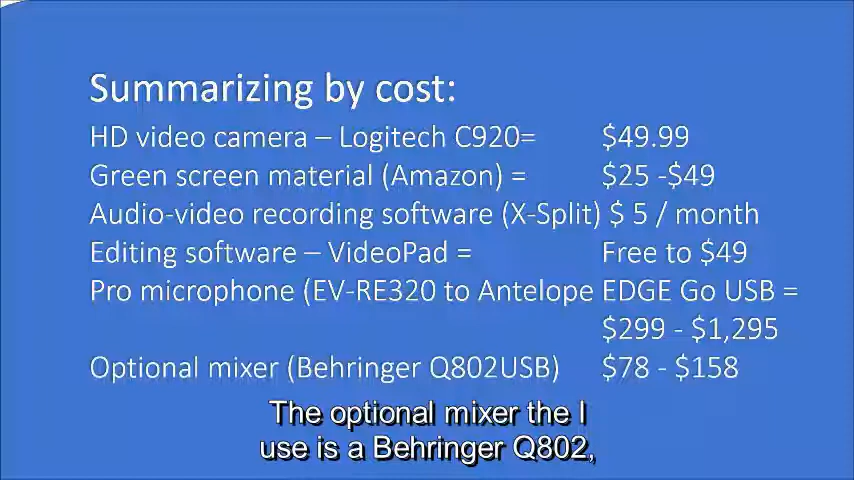 Summarizing by cost:
HD video camera – Logitech C920= $49.99
Green screen material (Amazon) = $25 -$49
Audio-video recording software (X-Split) $ 5 / month
Editing software – VideoPad = Free to $49
Pro microphone (EV-RE320 to Antelope EDGE Go USB =
$299 - $1,295
Optional mixer (Behringer Q802USB) $78 - $158
The optional mixer the I
use is a Behringer Q802,